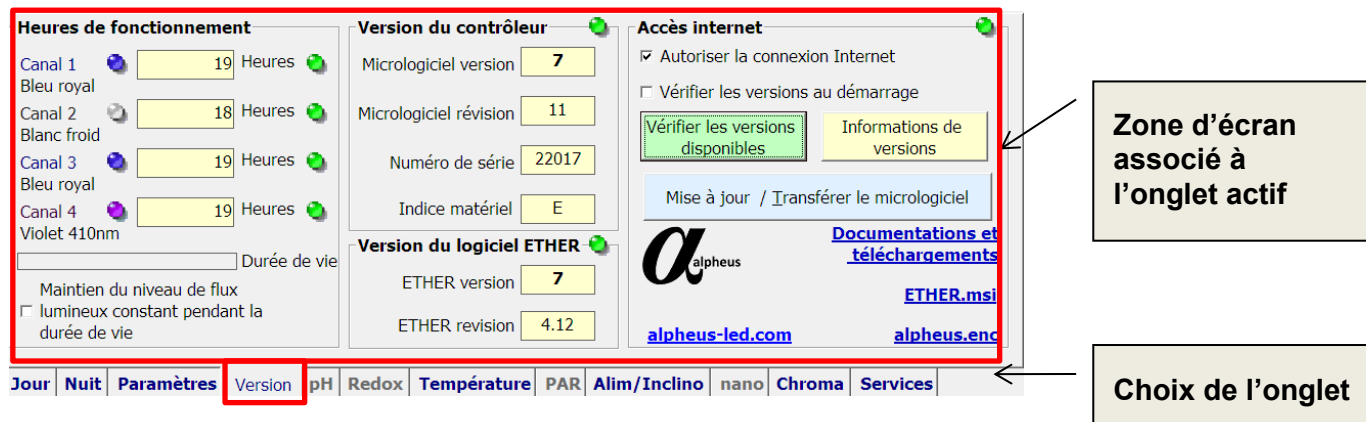 Heures de fonctionnement
Canal 1
19 Heures
Bleu royal
Canal 2
18 Heures
Blanc froid
Canal 3
19 Heures
Bleu royal
Canal 4
19 Heures
Violet 410nm
Durée de vie
Maintien du niveau de flux
lumineux constant pendant la
durée de vie
Version du contrôleur
Micrologiciel version 7
Micrologiciel révision 11
Numéro de série 22017
Indice matériel E
Version du logiciel ETHER
ETHER version 7
ETHER revision 4.12
Accès internet
Autoriser la connexion Internet
Vérifier les versions au démarrage
Vérifier les versions
disponibles
Informations de
versions
Mise à jour / Transférer le micrologiciel
alpheus
Documentations et
téléchargements
ETHER.msi
alpheus-led.com
alpheus.enc
Zone d’écran
associé à
l’onglet actif
Jour Nuit Paramètres Version pH Redox Température PAR Alim/Inclino nano Chroma Services
Choix de l’onglet